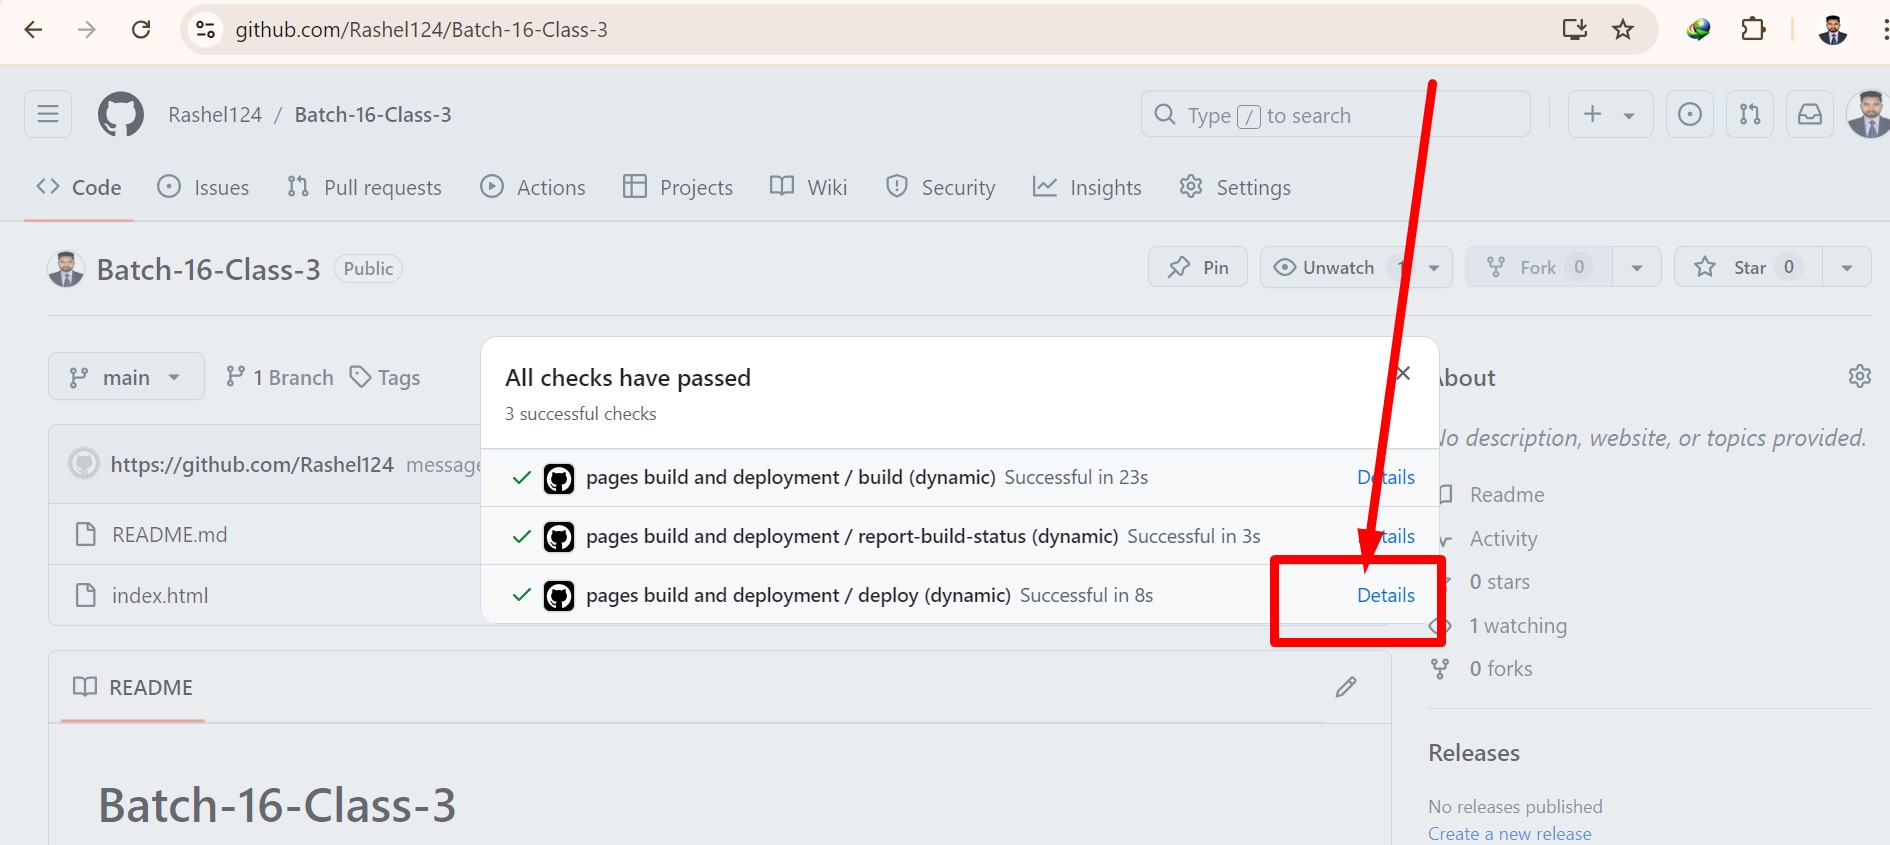 github.com/Rashel124/Batch-16-Class-3
Rashel124 / Batch-16-Class-3
Type / to search
Code Issues Pull requests Actions Projects Wiki Security Insights Settings
Batch-16-Class-3 Public
Pin Unwatch 1 Fork 0 Star 0
main 1 Branch Tags
All checks have passed
3 successful checks
About
No description, website, or topics provided.
https://github.com/Rashel124 message
pages build and deployment / build (dynamic) Successful in 23s Details
Readme
README.md
pages build and deployment / report-build-status (dynamic) Successful in 3s Details
Activity
index.html
pages build and deployment / deploy (dynamic) Successful in 8s Details
0 stars
1 watching
0 forks
README
Batch-16-Class-3
Releases
No releases published
Create a new release